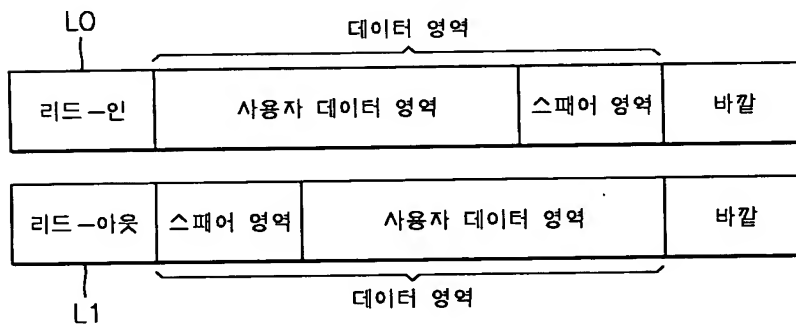 L0
데이터 영역
리드-인 사용자 데이터 영역 스패어 영역 바깥
리드-아웃 스패어 영역 사용자 데이터 영역 바깥
데이터 영역
L1